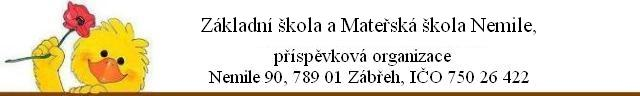 Základní škola a Mateřská škola Nemile,
příspěvková organizace
Nemile 90, 789 01 Zábřeh, IČO 750 26 422